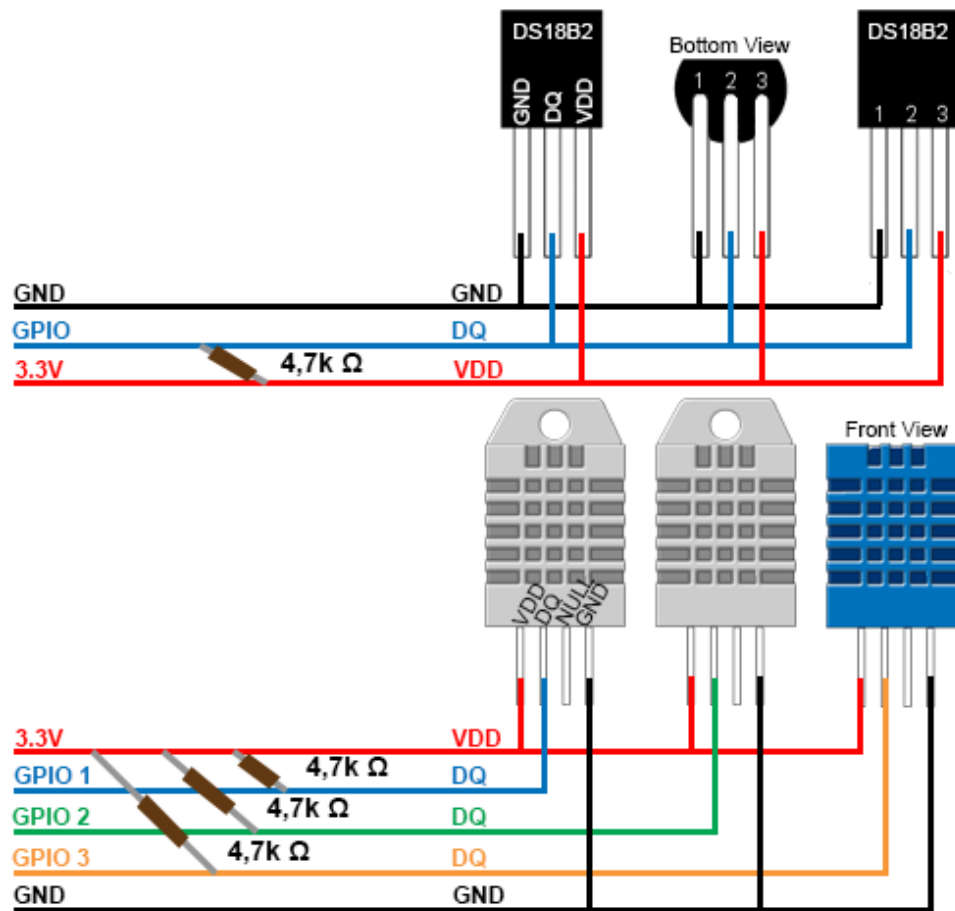 DS18B2
GND DQ VDD
Bottom View
1 2 3
DS18B2
1 2 3
GND GND
GPIO DQ
4,7k Ω
3.3V VDD
Front View
VDD DQ NULL GND
3.3V VDD
4,7k Ω
GPIO 1 DQ
4,7k Ω
GPIO 2 DQ
4,7k Ω
GPIO 3 DQ
GND GND